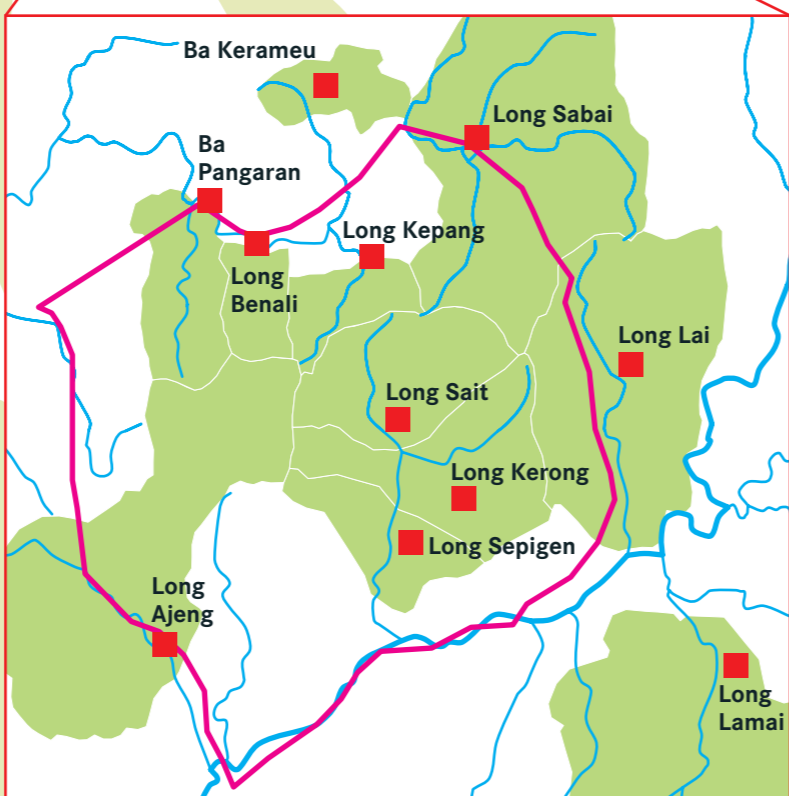 Ba Kerameu
Long Sabai
Ba
Pangaran
Long Kepang
Long
Benali
Long Lai
Long Sait
Long Kerong
Long Sepigen
Long
Ajeng
Long
Lamai